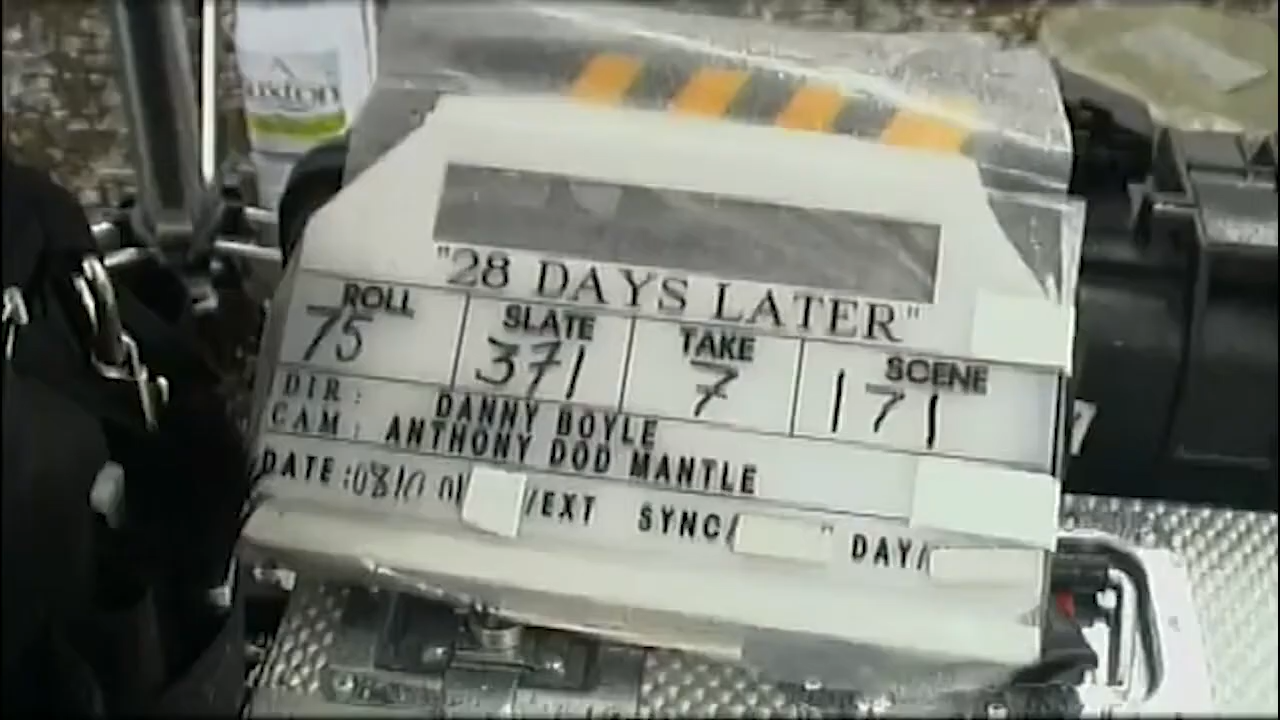 "28 DAYS LATER"
ROLL SLATE TAKE SCENE
75 371 7 171
DIR: DANNY BOYLE
CAM: ANTHONY DOD MANTLE
DATE: /EXT SYNC/ DAY/